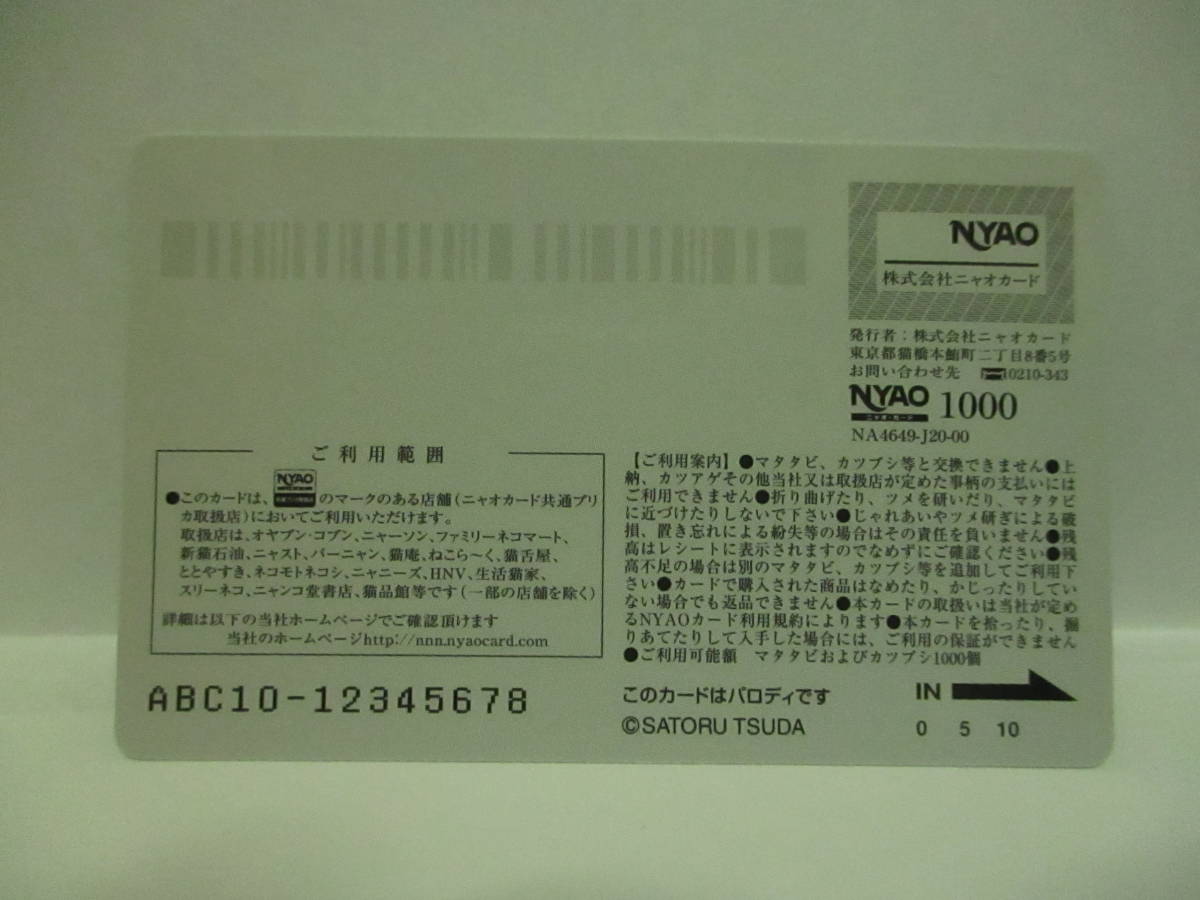 NYAO
株式会社ニャオカード
発行者：株式会社ニャオカード
東京都猫橋本鮪町二丁目8番5号
お問い合わせ先 10210-343
NYAO 1000
ニャオ・カード
NA4649-J20-00
ご利用範囲
●このカードは、NYAOのマークのある店舗(ニャオカード共通プリ
カ取扱店)においてご利用いただけます。
取扱店は、オヤブン・コブン、ニャーソン、ファミリーネコマート、
新猫石油、ニャスト、バーニャン、猫庵、ねこら〜く、猫舌屋、
ととやすき、ネコモトネコシ、ニャニーズ、HNV、生活猫家、
スリーネコ、ニャンコ堂書店、猫品館等です(一部の店舗を除く)
詳細は以下の当社ホームページでご確認頂けます
当社のホームページhttp://nnn.nyaocard.com
【ご利用案内】●マタタビ、カツブシ等と交換できません●上
納、カツアゲその他当社又は取扱店が定めた事柄の支払いには
ご利用できません●折り曲げたり、ツメを研いだり、マタタビ
に近づけたりしないで下さい●じゃれあいやツメ研ぎによる破
損、置き忘れによる紛失等の場合はその責任を負いません●残
高はレシートに表示されますのでなめずにご確認ください●残
高不足の場合は別のマタタビ、カツブシ等を追加してご利用下
さい●カードで購入された商品はなめたり、かじったりしてい
ない場合でも返品できません●本カードの取扱いは当社が定め
るNYAOカード利用規約によります●本カードを拾ったり、掘
りあてたりして入手した場合には、ご利用の保証ができません
●ご利用可能額 マタタビおよびカツブシ1000個
ABC10-12345678
このカードはパロディです
©SATORU TSUDA
IN
0 5 10